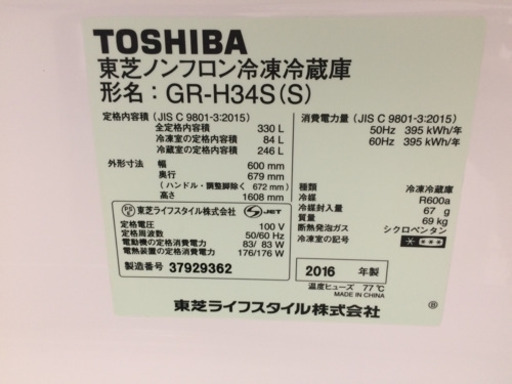 TOSHIBA
東芝ノンフロン冷凍冷蔵庫
形名：GR-H34S(S)
定格内容積 (JIS C 9801-3:2015)
全定格内容積 330 L
冷凍室の定格内容積 84 L
冷蔵室の定格内容積 246 L
外形寸法 幅 600 mm
奥行 679 mm
(ハンドル・調整脚除く 672 mm)
高さ 1608 mm
PS E 東芝ライフスタイル株式会社 S JET
定格電圧 100 V
定格周波数 50/60 Hz
電動機の定格消費電力 83/ 83 W
電熱装置の定格消費電力 176/176 W
製造番号 37929362
消費電力量 (JIS C 9801-3:2015)
50Hz 395 kWh/年
60Hz 395 kWh/年
種類 冷凍冷蔵庫
冷媒 R600a
冷媒封入量 67 g
質量 69 kg
断熱発泡ガス シクロペンタン
冷凍室の記号 * ***
2016 年製
温度ヒューズ 77℃
MADE IN CHINA
東芝ライフスタイル株式会社
Ⓑ